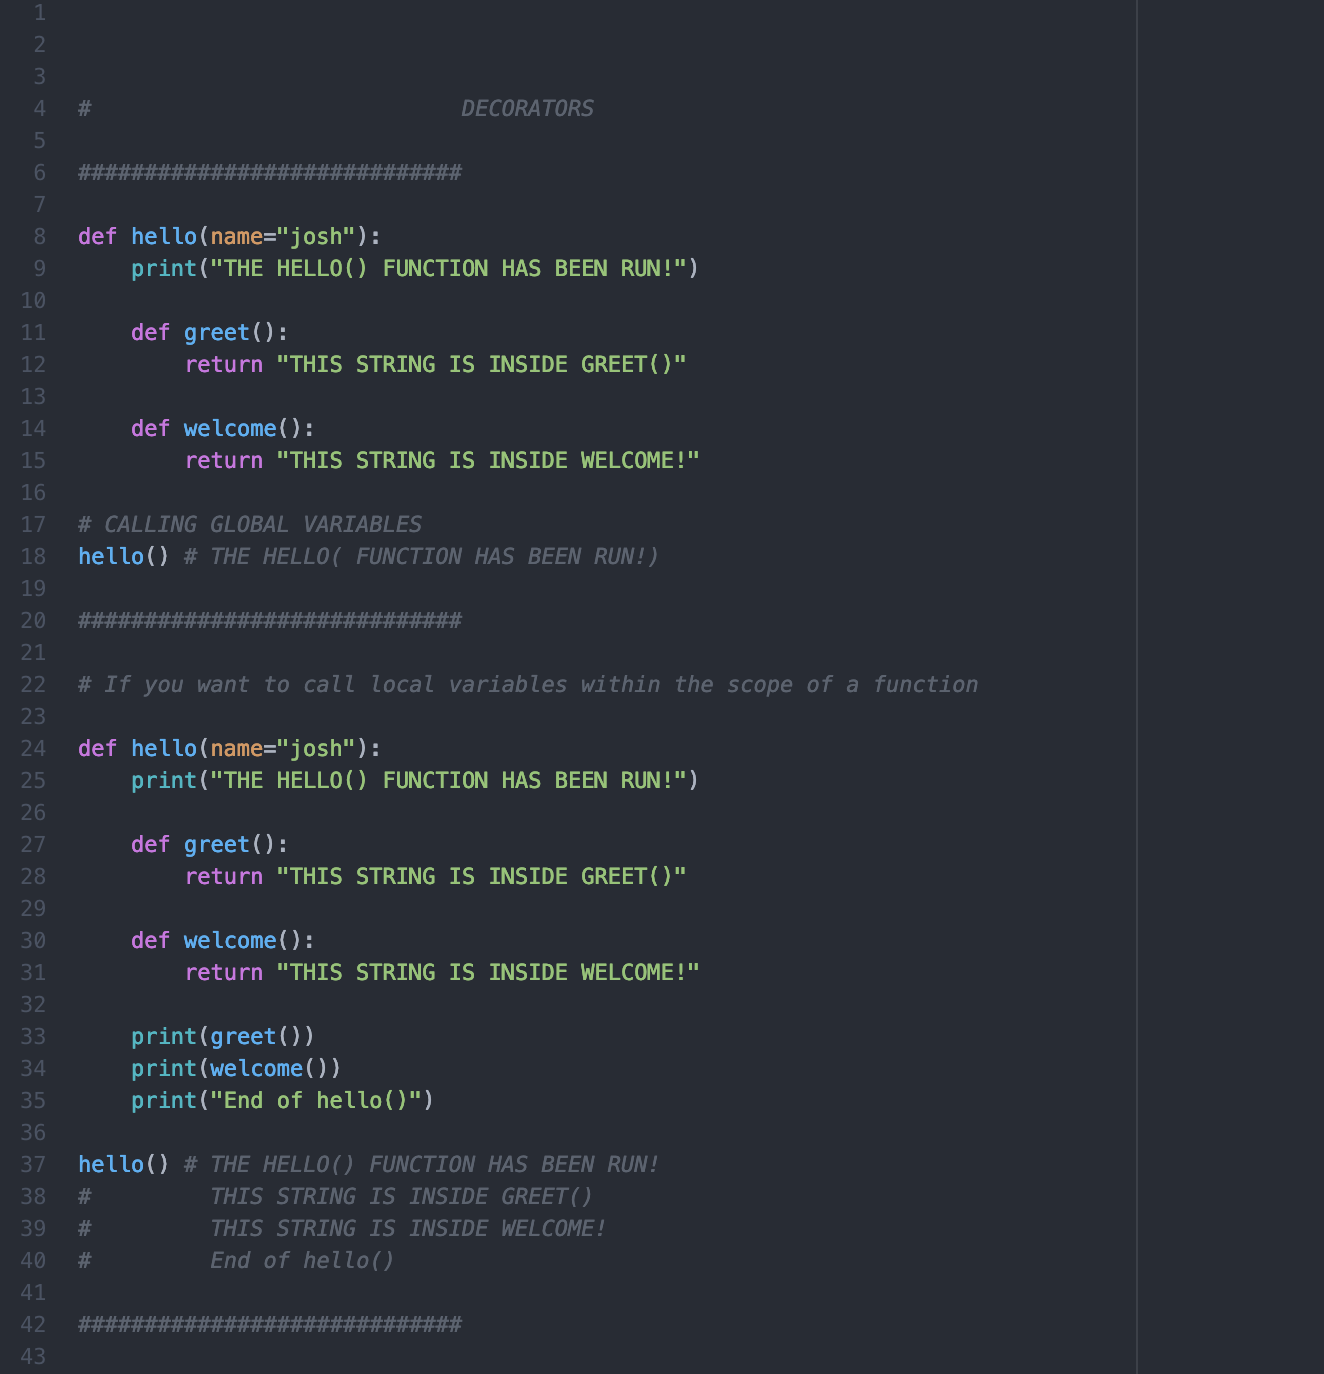 1
2
3
4 # DECORATORS
5
6 #############################
7
8 def hello(name="josh"):
9     print("THE HELLO() FUNCTION HAS BEEN RUN!")
10
11     def greet():
12         return "THIS STRING IS INSIDE GREET()"
13
14     def welcome():
15         return "THIS STRING IS INSIDE WELCOME!"
16
17 # CALLING GLOBAL VARIABLES
18 hello() # THE HELLO( FUNCTION HAS BEEN RUN!)
19
20 #############################
21
22 # If you want to call local variables within the scope of a function
23
24 def hello(name="josh"):
25     print("THE HELLO() FUNCTION HAS BEEN RUN!")
26
27     def greet():
28         return "THIS STRING IS INSIDE GREET()"
29
30     def welcome():
31         return "THIS STRING IS INSIDE WELCOME!"
32
33     print(greet())
34     print(welcome())
35     print("End of hello()")
36
37 hello() # THE HELLO() FUNCTION HAS BEEN RUN!
38 #         THIS STRING IS INSIDE GREET()
39 #         THIS STRING IS INSIDE WELCOME!
40 #         End of hello()
41
42 #############################
43